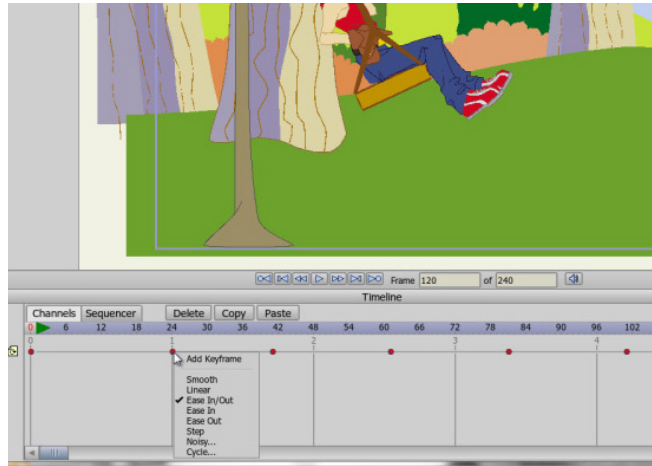 Frame 120 of 240
Timeline
Channels Sequencer Delete Copy Paste
0 6 12 18 24 30 36 42 48 54 60 66 72 78 84 90 96 102
0 1 2 3 4
Add Keyframe
Smooth
Linear
Ease In/Out
Ease In
Ease Out
Step
Noisy...
Cycle...